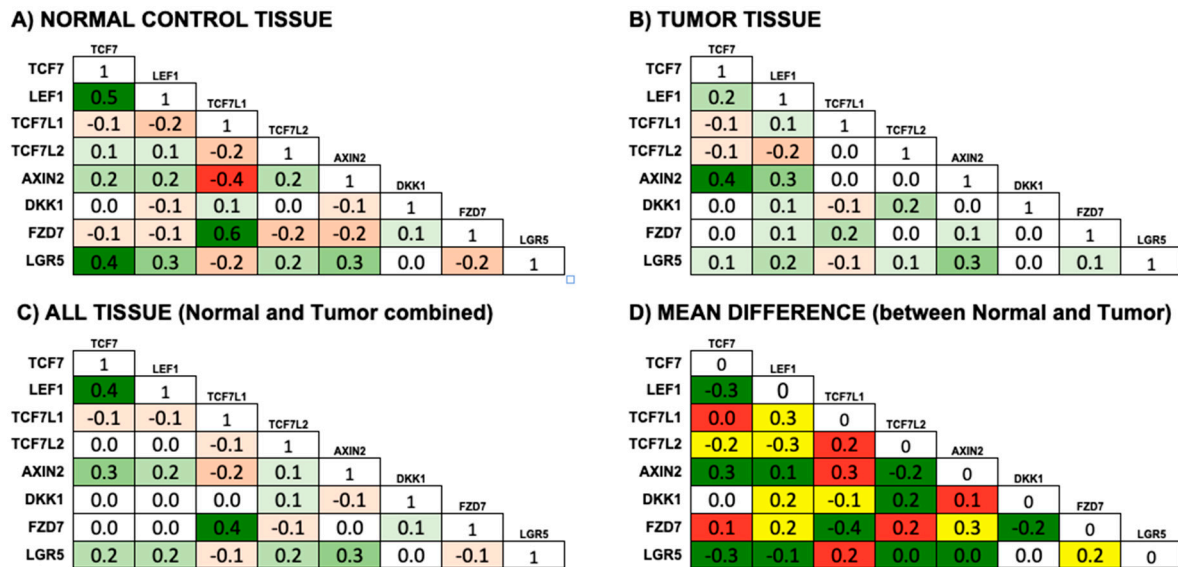 A) NORMAL CONTROL TISSUE
TCF7
TCF7 1 LEF1
LEF1 0.5 1 TCF7L1
TCF7L1 -0.1 -0.2 1 TCF7L2
TCF7L2 0.1 0.1 -0.2 1 AXIN2
AXIN2 0.2 0.2 -0.4 0.2 1 DKK1
DKK1 0.0 -0.1 0.1 0.0 -0.1 1 FZD7
FZD7 -0.1 -0.1 0.6 -0.2 -0.2 0.1 1 LGR5
LGR5 0.4 0.3 -0.2 0.2 0.3 0.0 -0.2 1
B) TUMOR TISSUE
TCF7
TCF7 1 LEF1
LEF1 0.2 1 TCF7L1
TCF7L1 -0.1 0.1 1 TCF7L2
TCF7L2 -0.1 -0.2 0.0 1 AXIN2
AXIN2 0.4 0.3 0.0 0.0 1 DKK1
DKK1 0.0 0.1 -0.1 0.2 0.0 1 FZD7
FZD7 0.0 0.1 0.2 0.0 0.1 0.0 1 LGR5
LGR5 0.1 0.2 -0.1 0.1 0.3 0.0 0.1 1
C) ALL TISSUE (Normal and Tumor combined)
TCF7
TCF7 1 LEF1
LEF1 0.4 1 TCF7L1
TCF7L1 -0.1 -0.1 1 TCF7L2
TCF7L2 0.0 0.0 -0.1 1 AXIN2
AXIN2 0.3 0.2 -0.2 0.1 1 DKK1
DKK1 0.0 0.0 0.0 0.1 -0.1 1 FZD7
FZD7 0.0 0.0 0.4 -0.1 0.0 0.1 1 LGR5
LGR5 0.2 0.2 -0.1 0.2 0.3 0.0 -0.1 1
D) MEAN DIFFERENCE (between Normal and Tumor)
TCF7
TCF7 0 LEF1
LEF1 -0.3 0 TCF7L1
TCF7L1 0.0 0.3 0 TCF7L2
TCF7L2 -0.2 -0.3 0.2 0 AXIN2
AXIN2 0.3 0.1 0.3 -0.2 0 DKK1
DKK1 0.0 0.2 -0.1 0.2 0.1 0 FZD7
FZD7 0.1 0.2 -0.4 0.2 0.3 -0.2 0 LGR5
LGR5 -0.3 -0.1 0.2 0.0 0.0 0.0 0.2 0